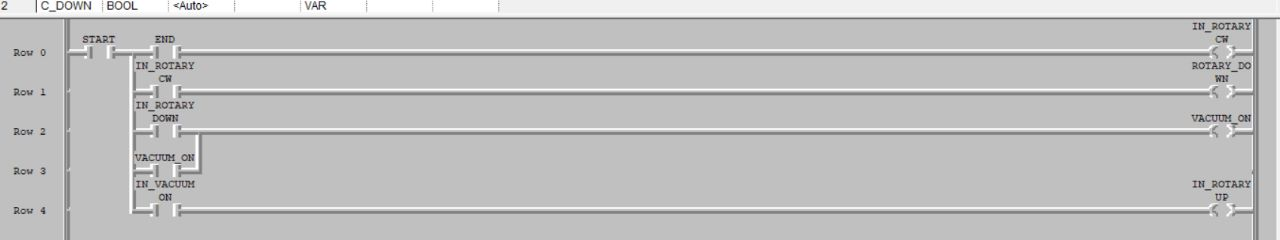 2 C_DOWN BOOL <Auto> VAR
IN_ROTARY
START END CW
Row 0
IN_ROTARY ROTARY_DO
CW WN
Row 1
IN_ROTARY
DOWN VACUUM_ON
Row 2
VACUUM_ON
Row 3
IN_VACUUM IN_ROTARY
ON UP
Row 4